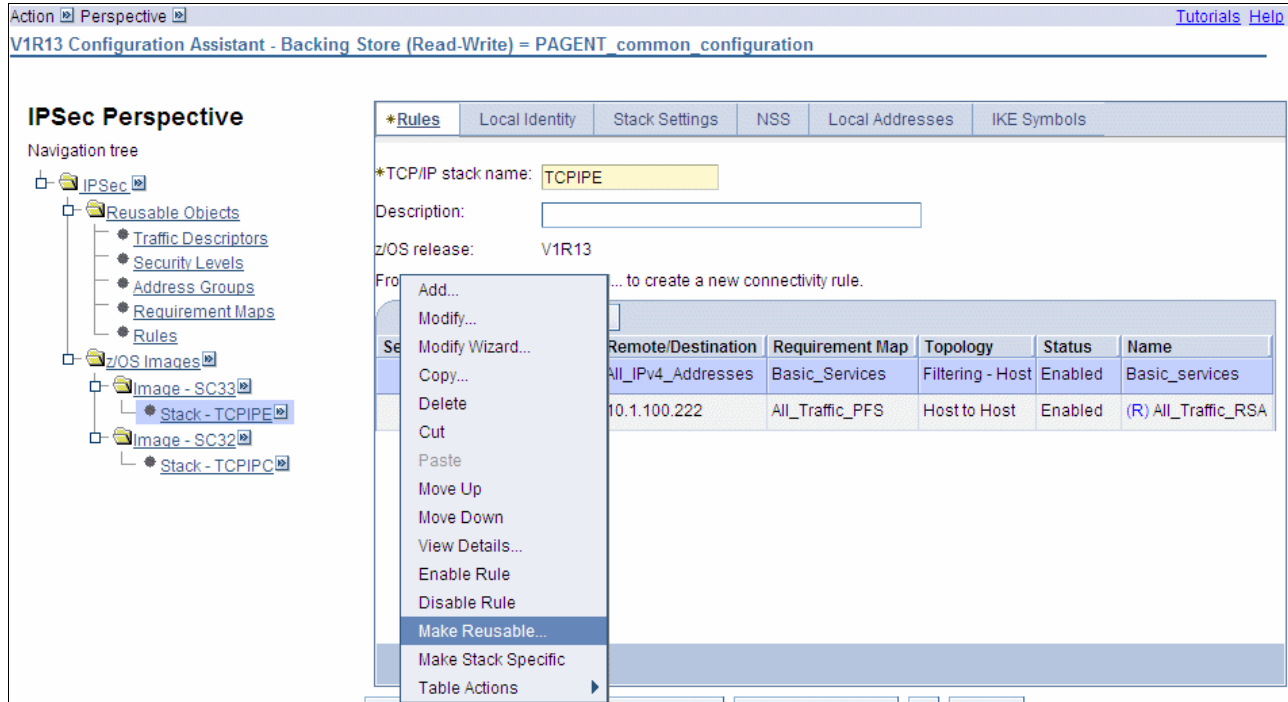 Action Perspective Tutorials Help
V1R13 Configuration Assistant - Backing Store (Read-Write) = PAGENT_common_configuration
IPSec Perspective
Navigation tree
IPSec
Reusable Objects
Traffic Descriptors
Security Levels
Address Groups
Requirement Maps
Rules
z/OS Images
Image - SC33
Stack - TCPIPE
Image - SC32
Stack - TCPIPC
*Rules Local Identity Stack Settings NSS Local Addresses IKE Symbols
*TCP/IP stack name: TCPIPE
Description:
z/OS release: V1R13
Fro ... to create a new connectivity rule.
Se Remote/Destination Requirement Map Topology Status Name
All_IPv4_Addresses Basic_Services Filtering - Host Enabled Basic_services
10.1.100.222 All_Traffic_PFS Host to Host Enabled (R) All_Traffic_RSA
Add...
Modify...
Modify Wizard...
Copy...
Delete
Cut
Paste
Move Up
Move Down
View Details...
Enable Rule
Disable Rule
Make Reusable...
Make Stack Specific
Table Actions